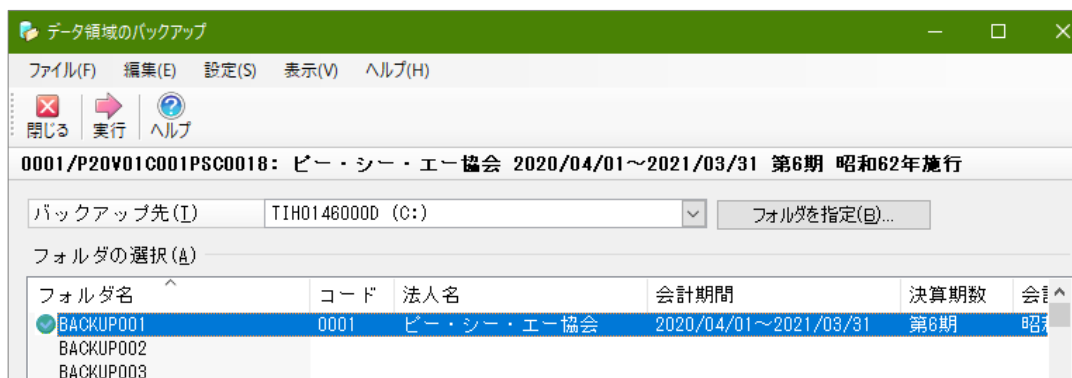 データ領域のバックアップ
ファイル(F) 編集(E) 設定(S) 表示(V) ヘルプ(H)
閉じる 実行 ヘルプ
0001/P20V01C001PSC0018: ピー・シー・エー協会 2020/04/01～2021/03/31 第6期 昭和62年施行
バックアップ先(I) TIH0146000D (C:) フォルダを指定(B)...
フォルダの選択(A)
フォルダ名 コード 法人名 会計期間 決算期数 会
BACKUP001 0001 ピー・シー・エー協会 2020/04/01～2021/03/31 第6期 昭
BACKUP002
BACKUP003